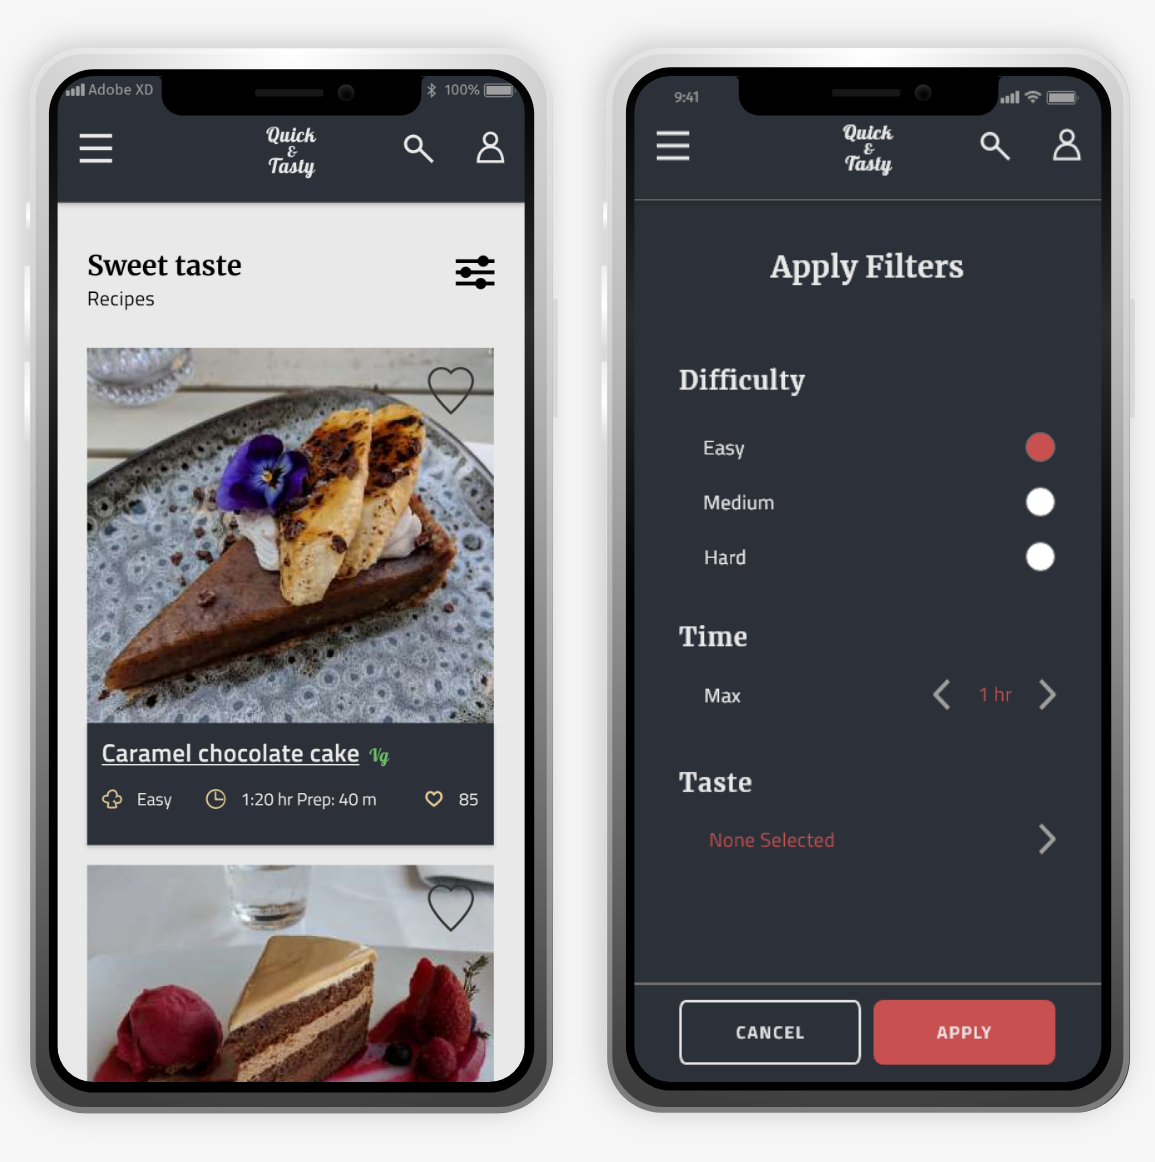 Adobe XD
100%
Quick
&
Tasty
Sweet taste
Recipes
Caramel chocolate cake Vg
Easy 1:20 hr Prep: 40 m 85
9:41
Quick
&
Tasty
Apply Filters
Difficulty
Easy
Medium
Hard
Time
Max 1 hr
Taste
None Selected
CANCEL APPLY